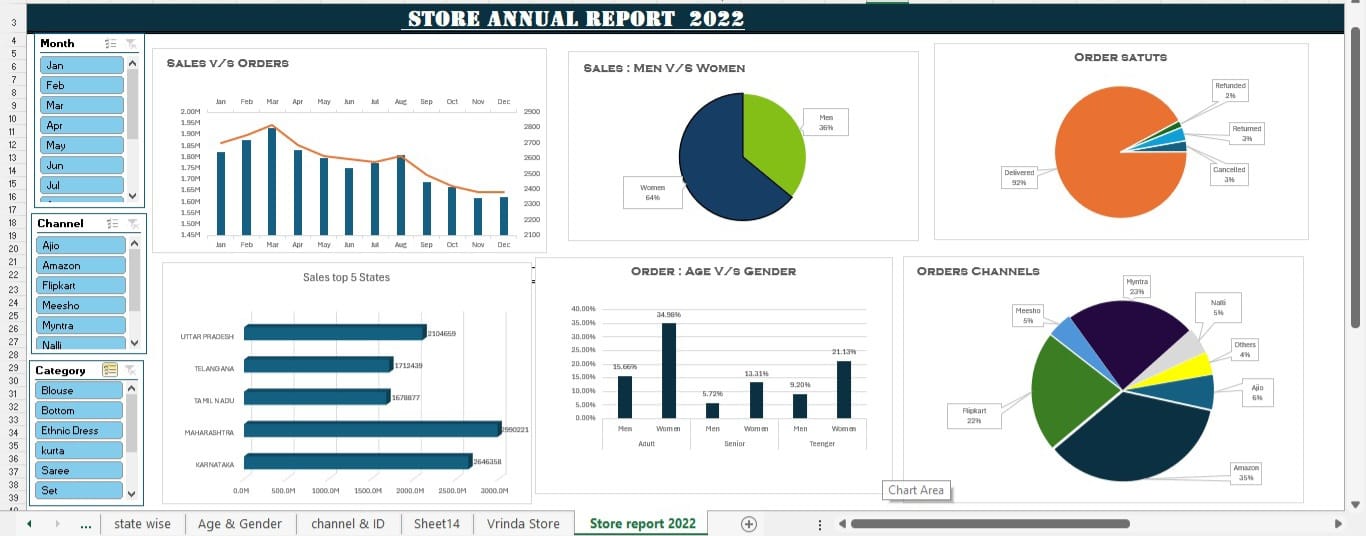 STORE ANNUAL REPORT 2022
3
4
5
6
7
8
9
10
11
12
13
14
15
16
17
18
19
20
21
22
23
24
25
26
27
28
29
30
31
32
33
34
35
36
37
38
39
Month
Jan
Feb
Mar
Apr
May
Jun
Jul
Channel
Ajio
Amazon
Flipkart
Meesho
Myntra
Nalli
Category
Blouse
Bottom
Ethnic Dress
kurta
Saree
Set
SALES V/S ORDERS
Jan Feb Mar Apr May Jun Jul Aug Sep Oct Nov Dec
2.00M
1.95M
1.90M
1.85M
1.80M
1.75M
1.70M
1.65M
1.60M
1.55M
1.50M
1.45M
2900
2800
2700
2600
2500
2400
2300
2200
2100
Jan Feb Mar Apr May Jun Jul Aug Sep Oct Nov Dec
SALES : MEN V/S WOMEN
Men
36%
Women
64%
ORDER SATUTS
Refunded
2%
Returned
3%
Cancelled
3%
Delivered
92%
Sales top 5 States
UTTAR PRADESH 2104659
TELANGANA 1712439
TAMIL NADU 1678877
MAHARASHTRA 2990221
KARNATAKA 2646358
0.0M 500.0M 1000.0M 1500.0M 2000.0M 2500.0M 3000.0M
ORDER : AGE V/S GENDER
40.00%
35.00%
30.00%
25.00%
20.00%
15.00%
10.00%
5.00%
0.00%
15.66%
34.98%
5.72%
13.31%
9.20%
21.13%
Men Women Men Women Men Women
Adult Senior Teenger
ORDERS CHANNELS
Myntra
23%
Nalli
5%
Meesho
5%
Others
4%
Ajio
6%
Flipkart
22%
Amazon
35%
Chart Area
... state wise Age & Gender channel & ID Sheet14 Vrinda Store Store report 2022